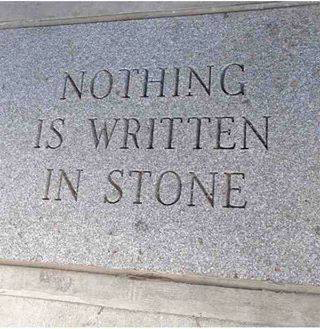 NOTHING
IS WRITTEN
IN STONE